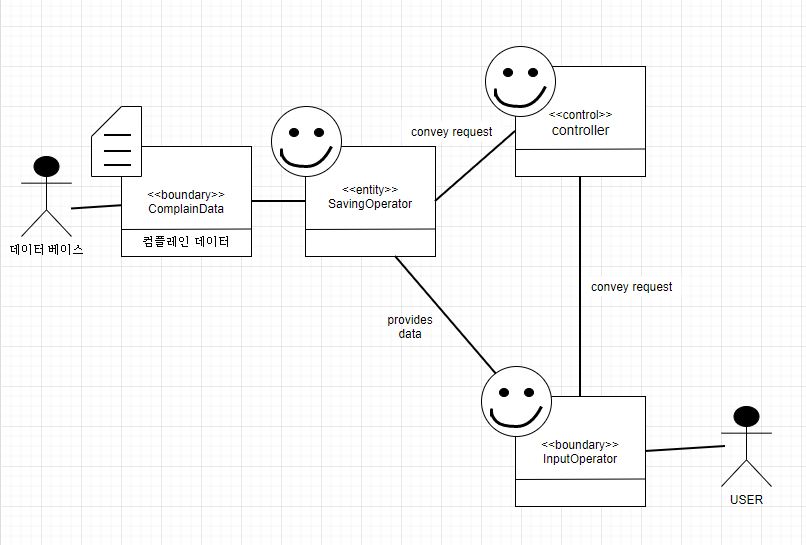 <<control>>
controller
convey request
<<boundary>>
ComplainData
컴플레인 데이터
<<entity>>
SavingOperator
데이터 베이스
convey request
provides
data
<<boundary>>
InputOperator
USER